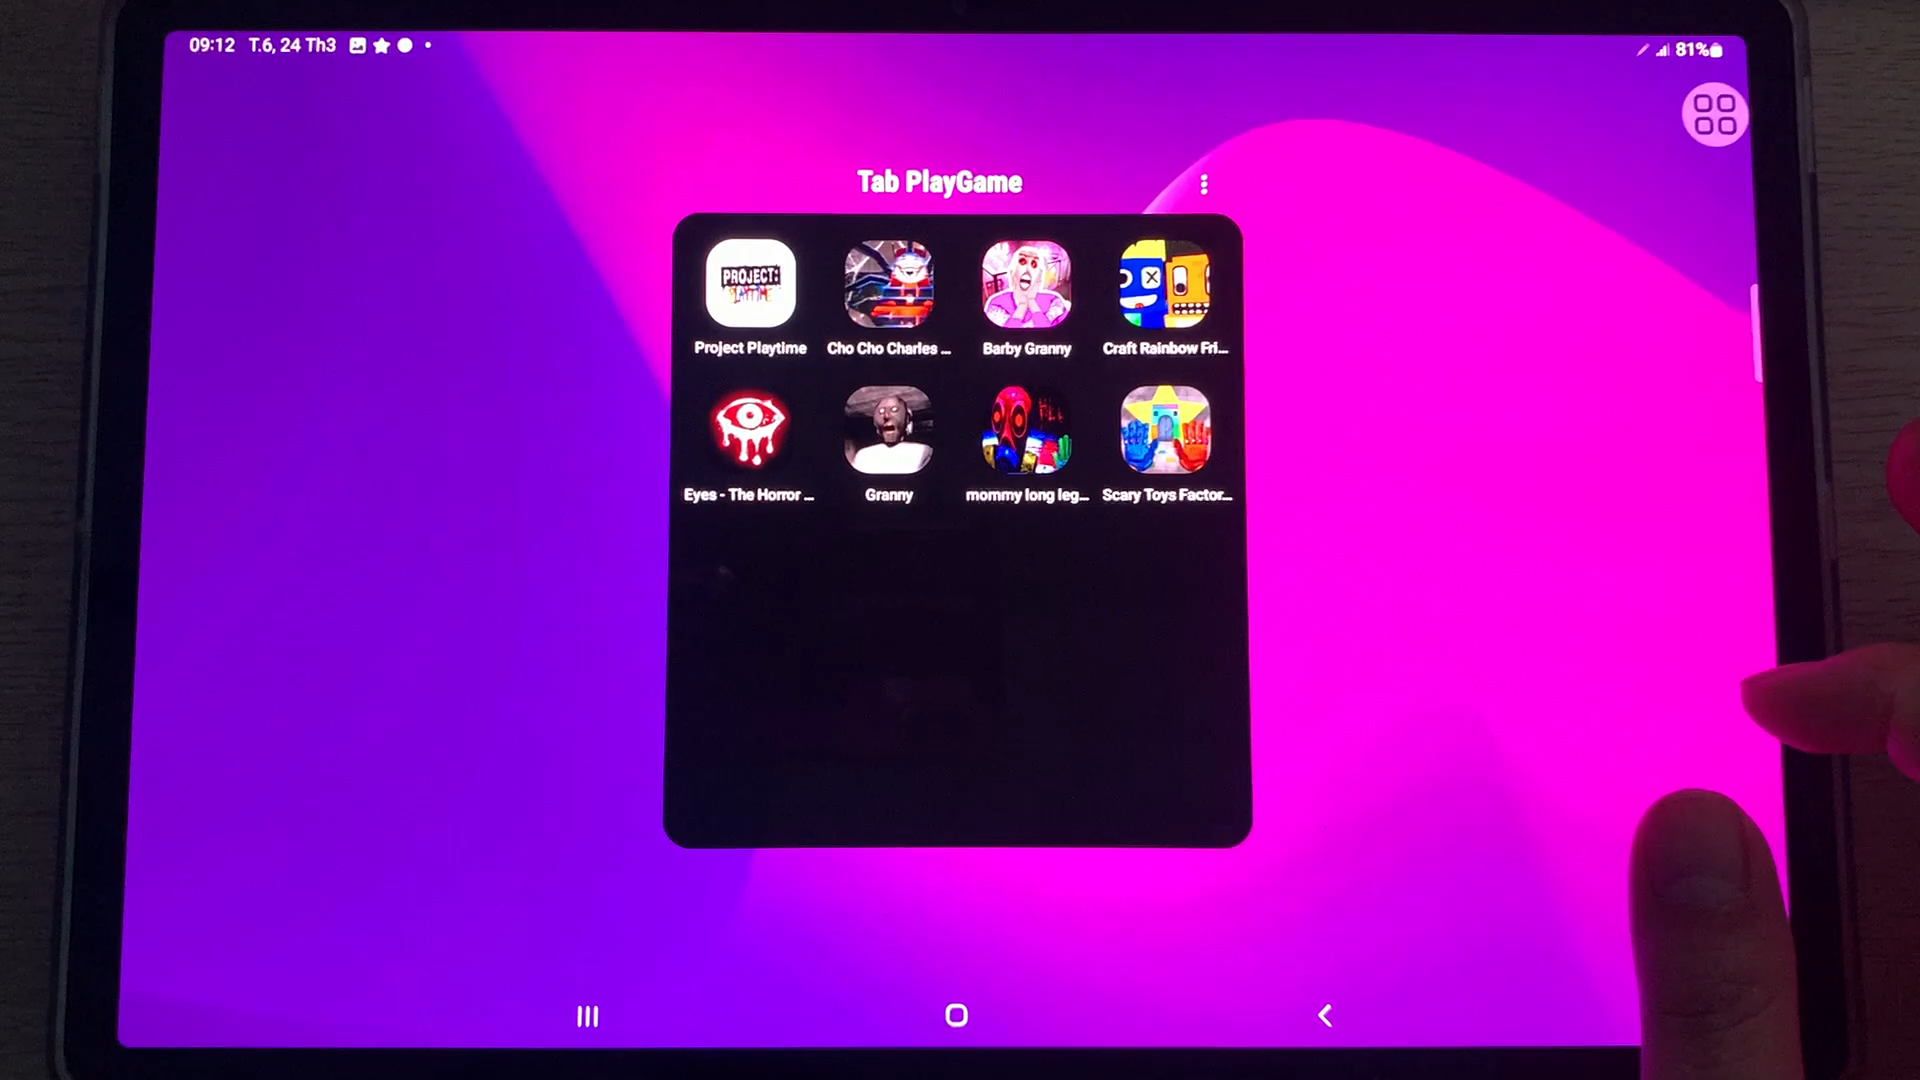 09:12 T.6, 24 Th3
81%
Tab PlayGame
PROJECT:
PLAYTIME
Project Playtime
Cho Cho Charles ...
Barby Granny
Craft Rainbow Fri...
Eyes - The Horror ...
Granny
mommy long leg...
Scary Toys Factor...